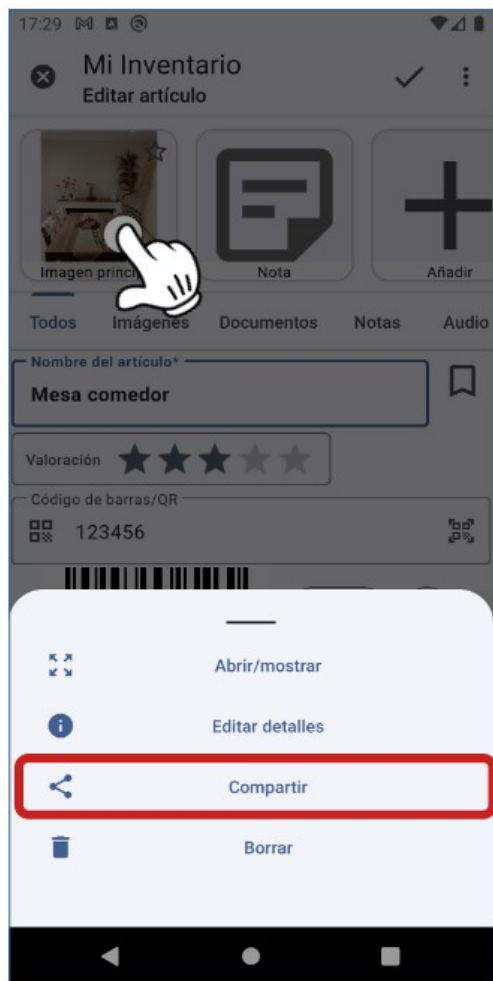 17:29
Mi Inventario
Editar artículo
Imagen princip
Nota
Añadir
Todos Imágenes Documentos Notas Audio
Nombre del artículo*
Mesa comedor
Valoración
Código de barras/QR
123456
Abrir/mostrar
Editar detalles
Compartir
Borrar